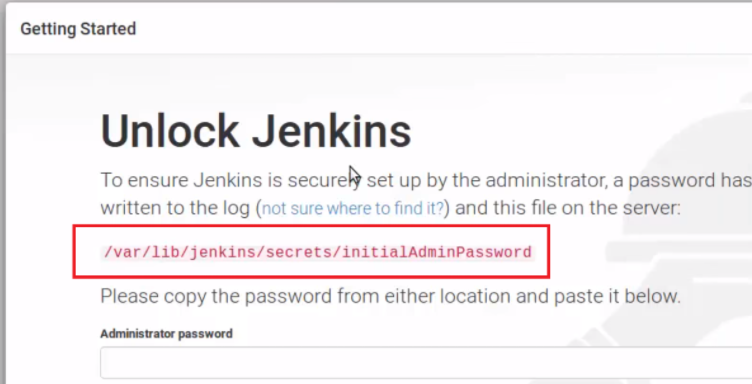 Getting Started
Unlock Jenkins
To ensure Jenkins is securely set up by the administrator, a password has
written to the log (not sure where to find it?) and this file on the server:
/var/lib/jenkins/secrets/initialAdminPassword
Please copy the password from either location and paste it below.
Administrator password